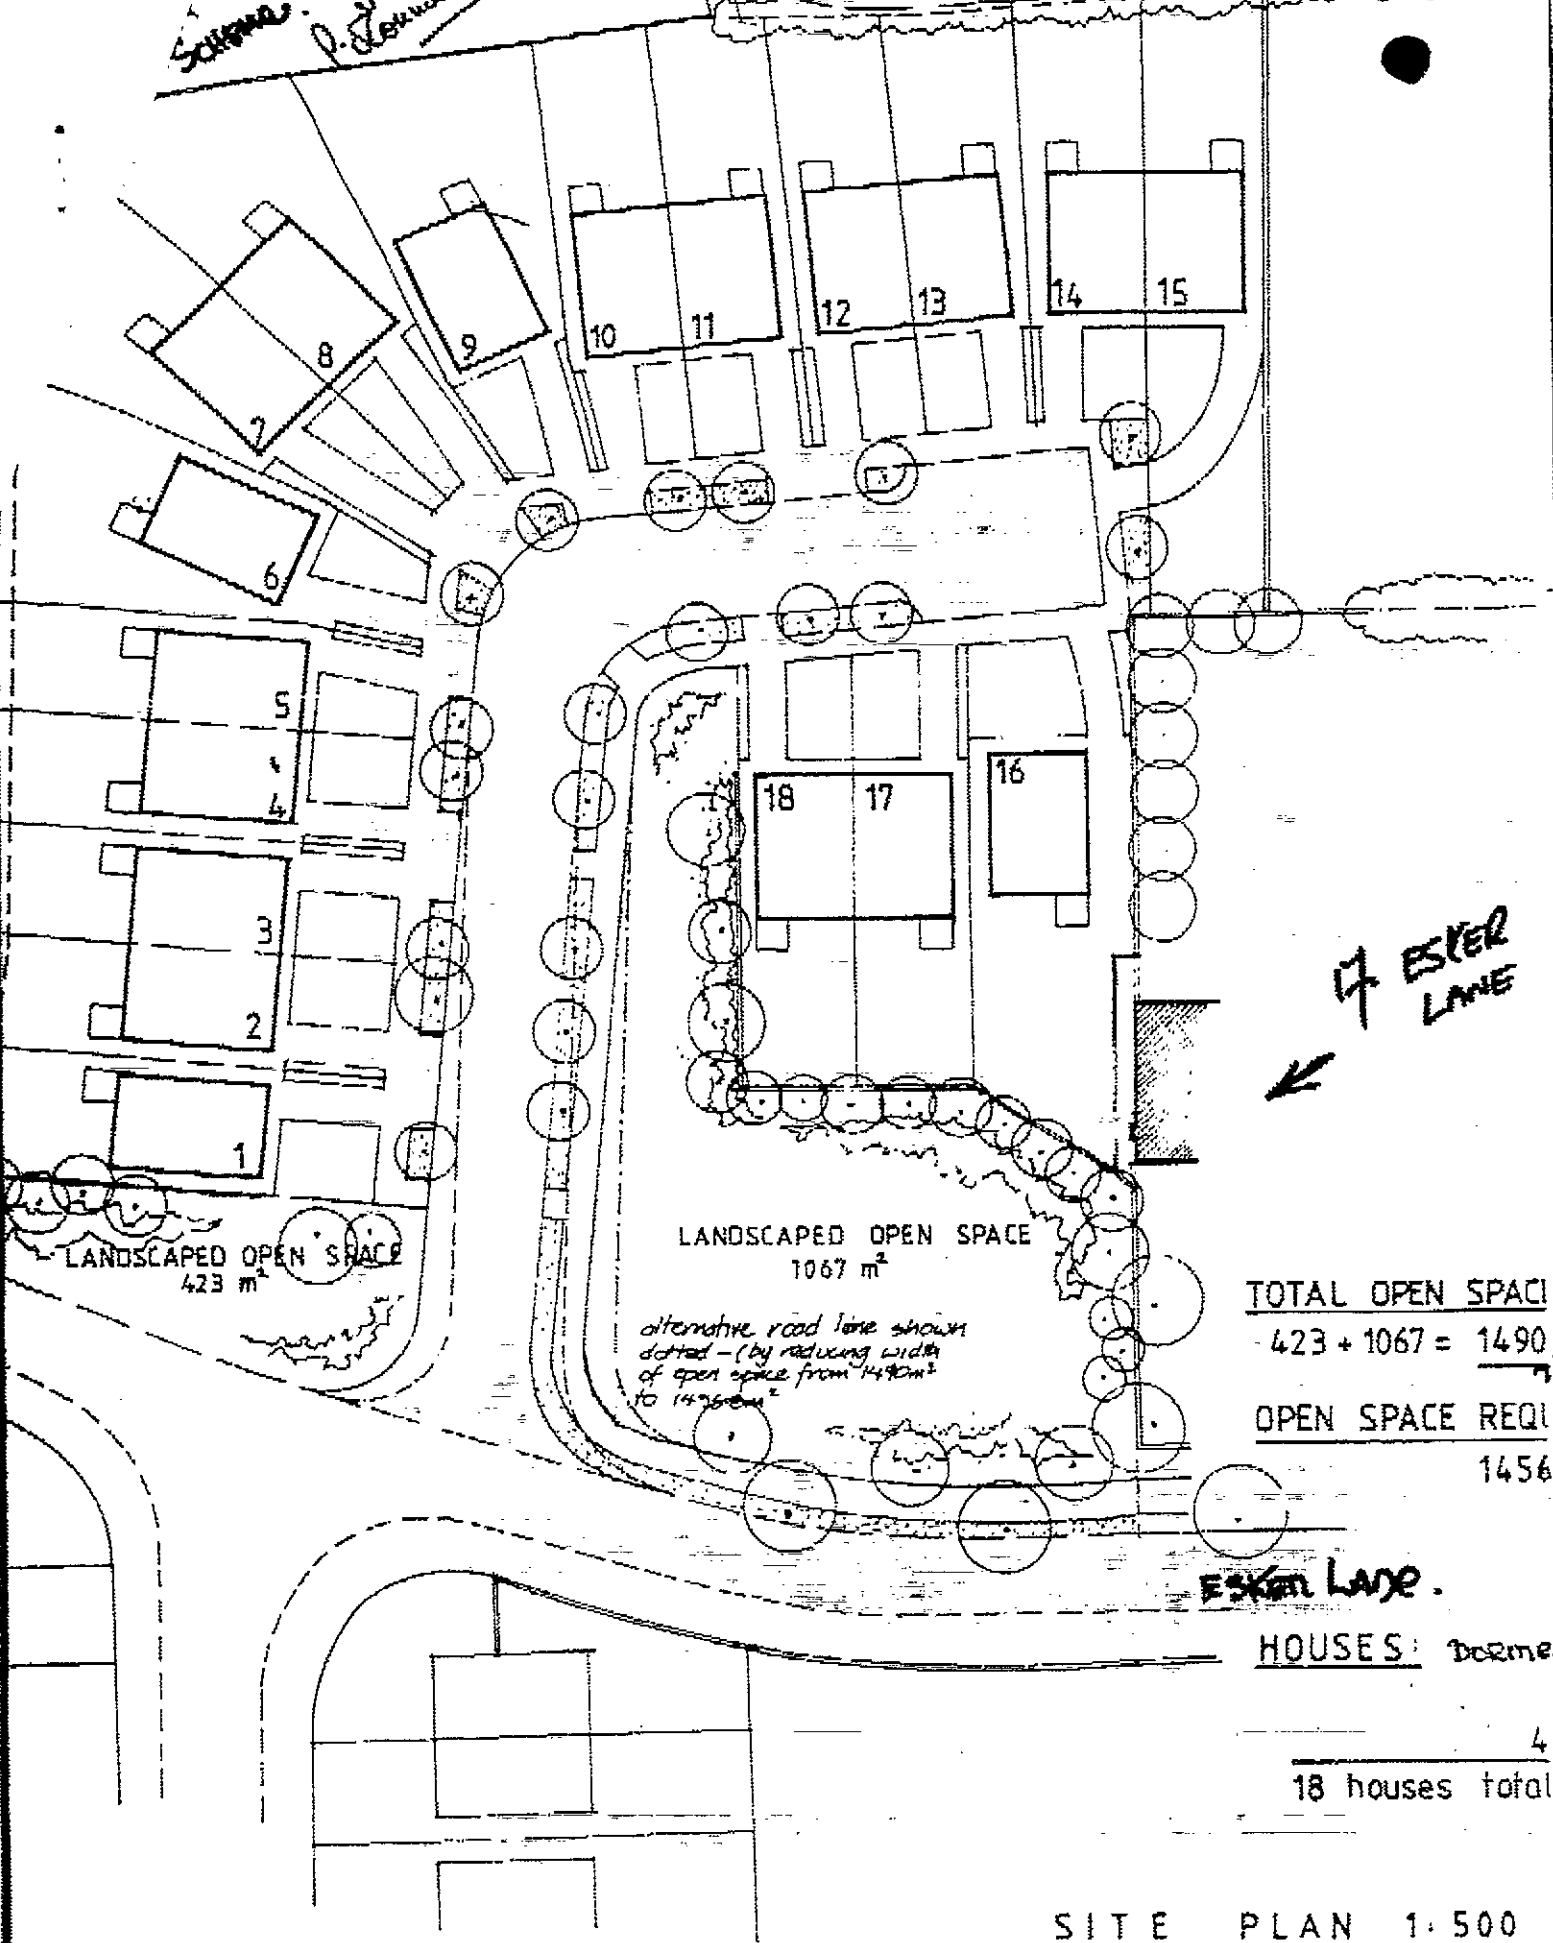 Scheme.
14
15
12
13
10
11
9
8
7
6
5
4
3
2
1
18
17
16
17 ESKER
LANE
LANDSCAPED OPEN SPACE
423 m²
LANDSCAPED OPEN SPACE
1067 m²
alternative road line shown
dotted - (by reducing width
of open space from 1490m²
to
TOTAL OPEN SPAC
423 + 1067 = 1490
OPEN SPACE REQU
1456
ESKER LANE.
HOUSES: DORME
4
18 houses total
SITE PLAN 1:500